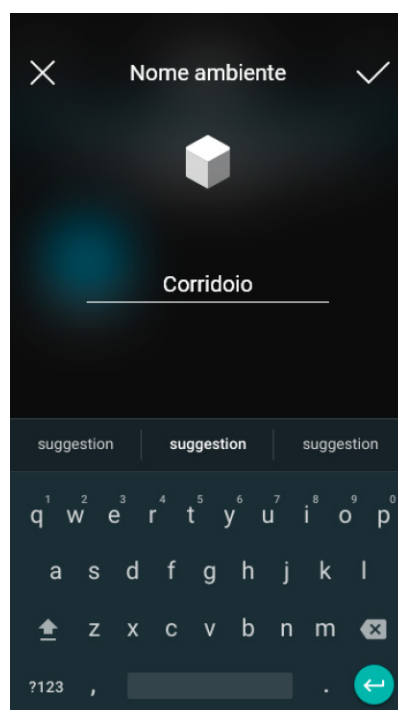 Nome ambiente
Corridoio
suggestion suggestion suggestion
1 2 3 4 5 6 7 8 9 0
q w e r t y u i o p
a s d f g h j k l
z x c v b n m
?123 , .